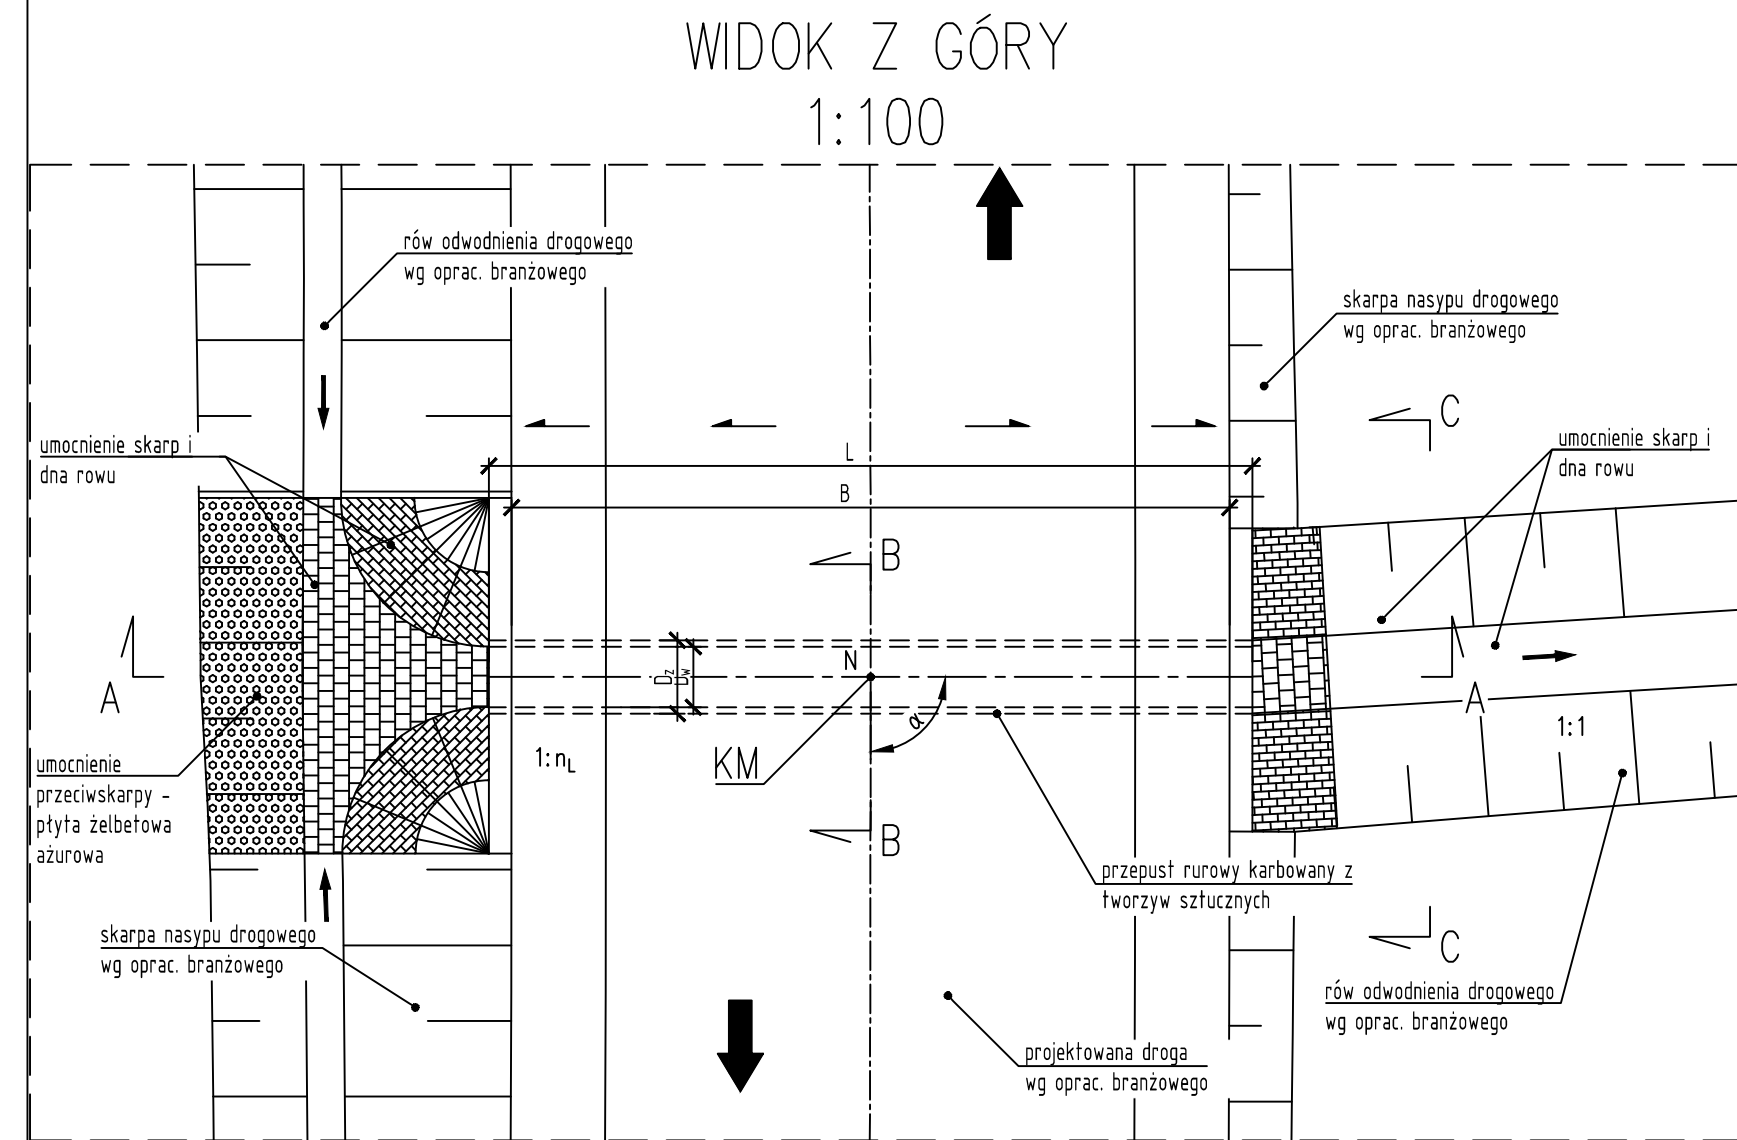 WIDOK Z GÓRY
1:100
rów odwodnienia drogowego
wg oprac. branżowego
skarpa nasypu drogowego
wg oprac. branżowego
C
umocnienie skarp i
dna rowu
umocnienie skarp i
dna rowu
L
B
B
N
Dz
Dw
A
A
α
1:1
1:nL
KM
umocnienie
przeciwskarpy -
płyta żelbetowa
ażurowa
B
przepust rurowy karbowany z
tworzyw sztucznych
skarpa nasypu drogowego
wg oprac. branżowego
C
rów odwodnienia drogowego
wg oprac. branżowego
projektowana droga
wg oprac. branżowego